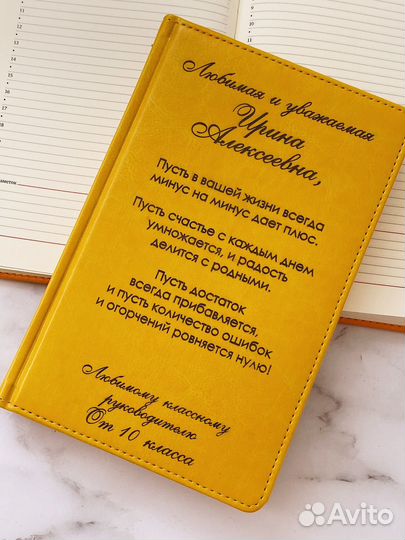 Любимая и уважаемая
Ирина
Алексеевна,
Пусть в вашей жизни всегда
минус на минус дает плюс.
Пусть счастье с каждым днем
умножается, и радость
делится с родными.
Пусть достаток
всегда прибавляется,
и пусть количество ошибок
и огорчений ровняется нулю!
Любимому классному
руководителю
От 10 класса
Avito